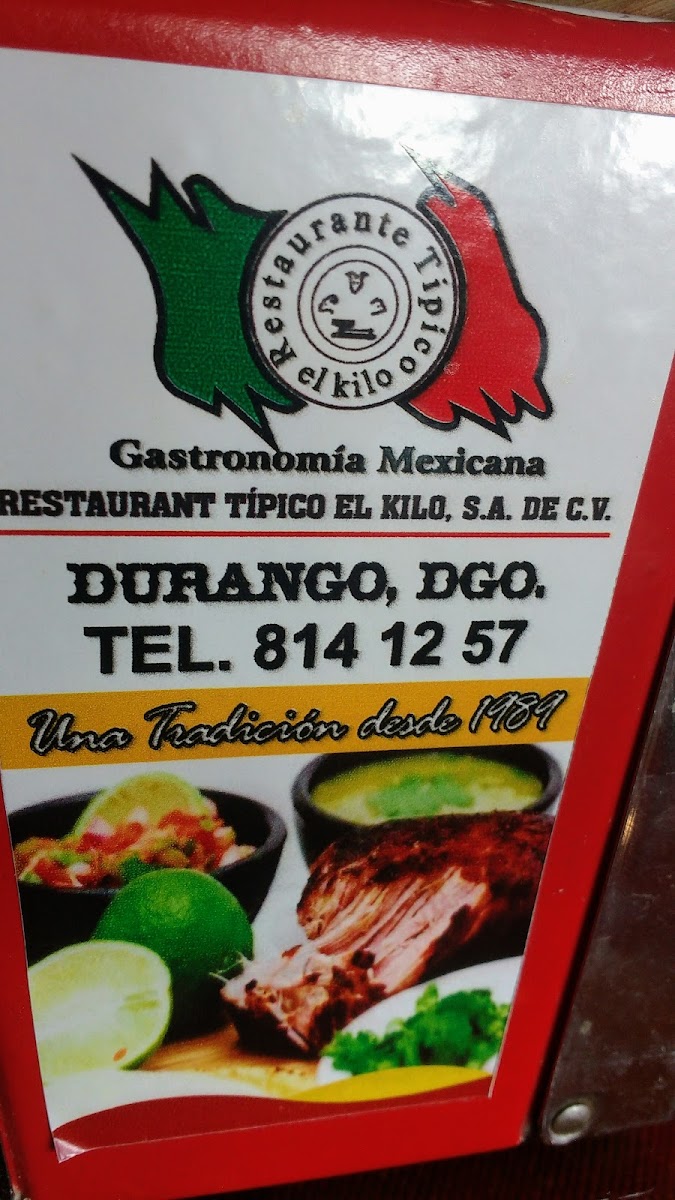 Restaurante Tipico
el kilo
Gastronomía Mexicana
RESTAURANT TÍPICO EL KILO, S.A. DE C.V.
DURANGO, DGO.
TEL. 814 12 57
Una Tradición desde 1989